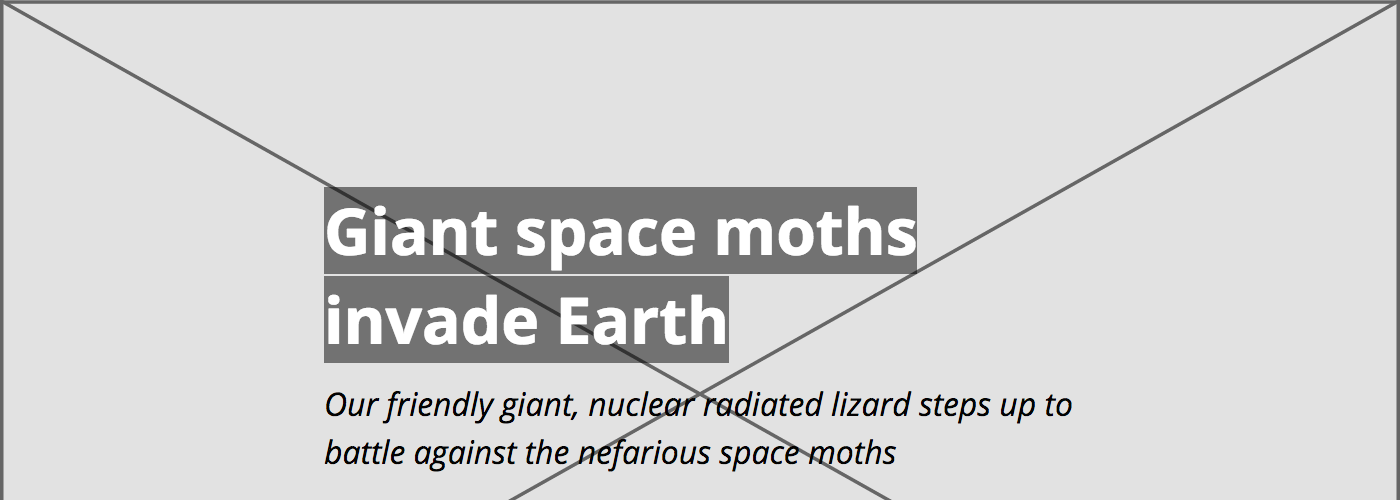 Giant space moths
invade Earth
Our friendly giant, nuclear radiated lizard steps up to
battle against the nefarious space moths